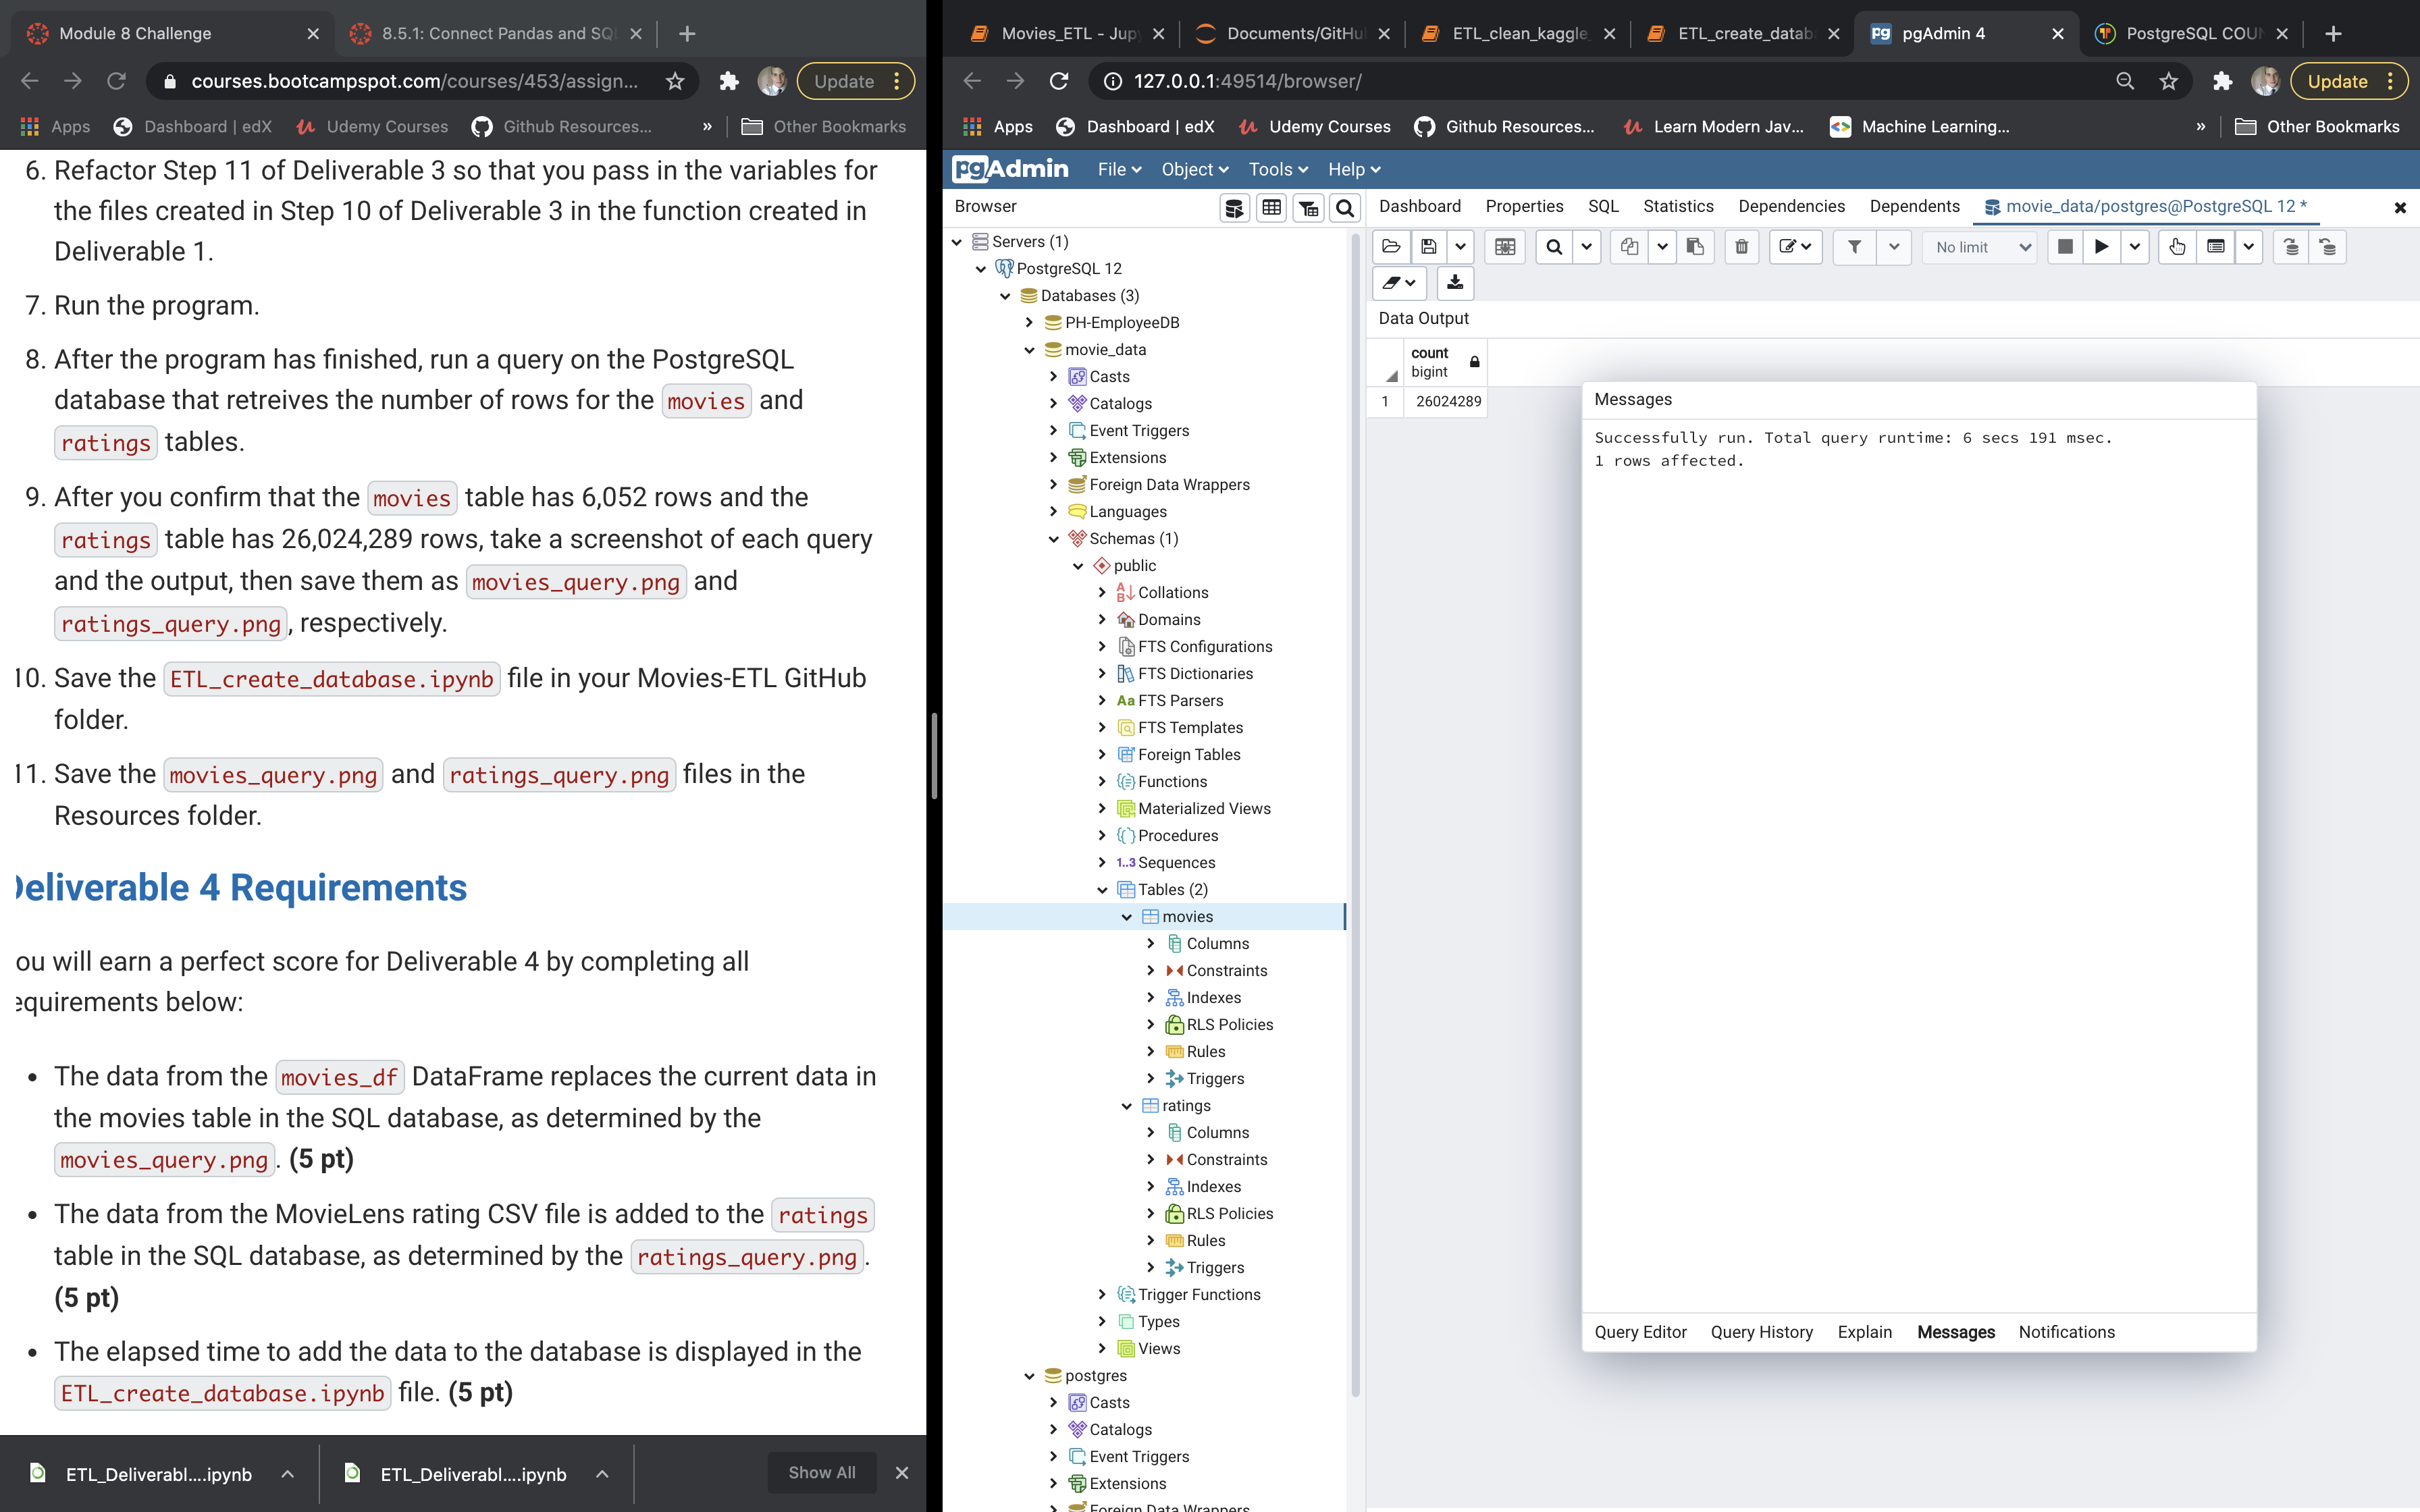 Module 8 Challenge
8.5.1: Connect Pandas and SQL
courses.bootcampspot.com/courses/453/assign...
Update
Apps
Dashboard | edX
Udemy Courses
Github Resources...
»
Other Bookmarks
6. Refactor Step 11 of Deliverable 3 so that you pass in the variables for
the files created in Step 10 of Deliverable 3 in the function created in
Deliverable 1.
7. Run the program.
8. After the program has finished, run a query on the PostgreSQL
database that retreives the number of rows for the movies and
ratings tables.
9. After you confirm that the movies table has 6,052 rows and the
ratings table has 26,024,289 rows, take a screenshot of each query
and the output, then save them as movies_query.png and
ratings_query.png, respectively.
10. Save the ETL_create_database.ipynb file in your Movies-ETL GitHub
folder.
11. Save the movies_query.png and ratings_query.png files in the
Resources folder.
Deliverable 4 Requirements
ou will earn a perfect score for Deliverable 4 by completing all
equirements below:
• The data from the movies_df DataFrame replaces the current data in
the movies table in the SQL database, as determined by the
movies_query.png. (5 pt)
• The data from the MovieLens rating CSV file is added to the ratings
table in the SQL database, as determined by the ratings_query.png.
(5 pt)
• The elapsed time to add the data to the database is displayed in the
ETL_create_database.ipynb file. (5 pt)
ETL_Deliverabl....ipynb
ETL_Deliverabl....ipynb
Show All
Movies_ETL - Jup
Documents/GitHu
ETL_clean_kaggle_
ETL_create_datab
pgAdmin 4
PostgreSQL COUN
127.0.0.1:49514/browser/
Update
Apps
Dashboard | edX
Udemy Courses
Github Resources...
Learn Modern Jav...
Machine Learning...
»
Other Bookmarks
pgAdmin
File
Object
Tools
Help
Browser
Dashboard
Properties
SQL
Statistics
Dependencies
Dependents
movie_data/postgres@PostgreSQL 12 *
No limit
Servers (1)
PostgreSQL 12
Databases (3)
PH-EmployeeDB
movie_data
Casts
Catalogs
Event Triggers
Extensions
Foreign Data Wrappers
Languages
Schemas (1)
public
Collations
Domains
FTS Configurations
FTS Dictionaries
Aa FTS Parsers
FTS Templates
Foreign Tables
Functions
Materialized Views
Procedures
1..3 Sequences
Tables (2)
movies
Columns
Constraints
Indexes
RLS Policies
Rules
Triggers
ratings
Columns
Constraints
Indexes
RLS Policies
Rules
Triggers
Trigger Functions
Types
Views
postgres
Casts
Catalogs
Event Triggers
Extensions
Foreign Data Wrappers
Data Output
count
bigint
1 26024289
Messages
Successfully run. Total query runtime: 6 secs 191 msec.
1 rows affected.
Query Editor
Query History
Explain
Messages
Notifications